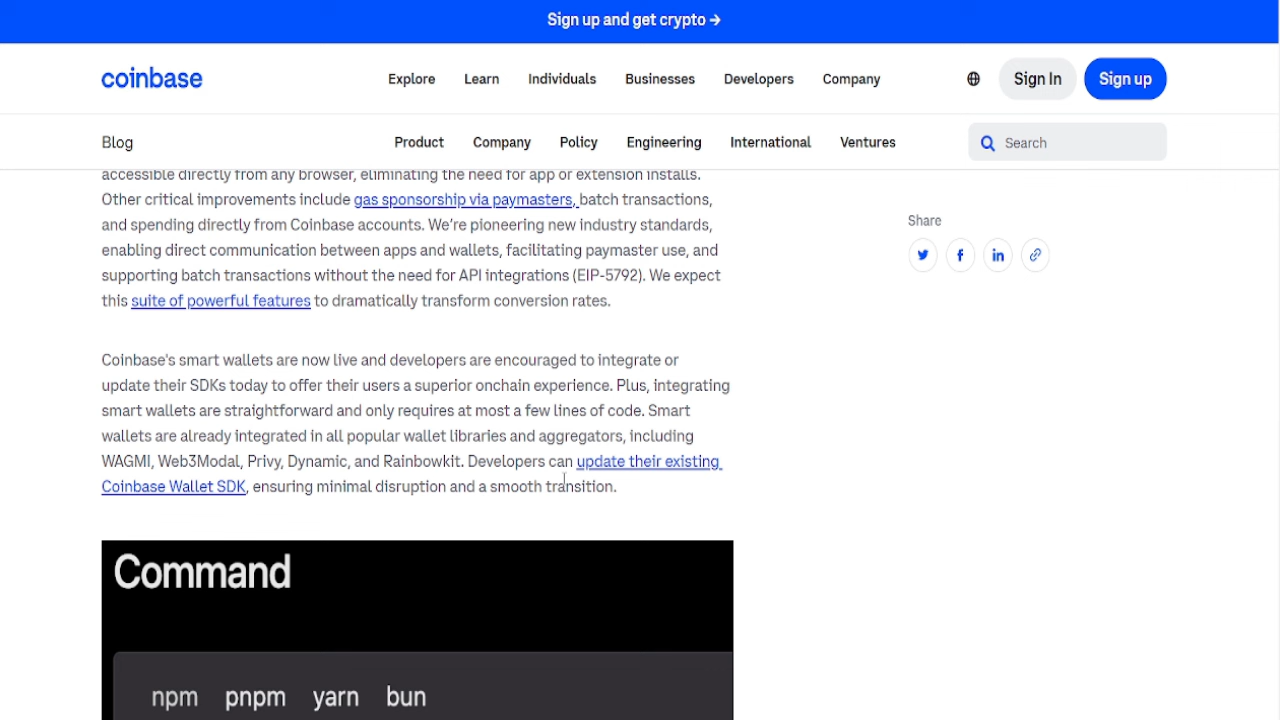 Sign up and get crypto →
coinbase
Explore Learn Individuals Businesses Developers Company
Sign In Sign up
Blog
Product Company Policy Engineering International Ventures
Search
accessible directly from any browser, eliminating the need for app or extension installs.
Other critical improvements include gas sponsorship via paymasters, batch transactions,
and spending directly from Coinbase accounts. We’re pioneering new industry standards,
enabling direct communication between apps and wallets, facilitating paymaster use, and
supporting batch transactions without the need for API integrations (EIP-5792). We expect
this suite of powerful features to dramatically transform conversion rates.
Share
Coinbase's smart wallets are now live and developers are encouraged to integrate or
update their SDKs today to offer their users a superior onchain experience. Plus, integrating
smart wallets are straightforward and only requires at most a few lines of code. Smart
wallets are already integrated in all popular wallet libraries and aggregators, including
WAGMI, Web3Modal, Privy, Dynamic, and Rainbowkit. Developers can update their existing
Coinbase Wallet SDK, ensuring minimal disruption and a smooth transition.
Command
npm pnpm yarn bun